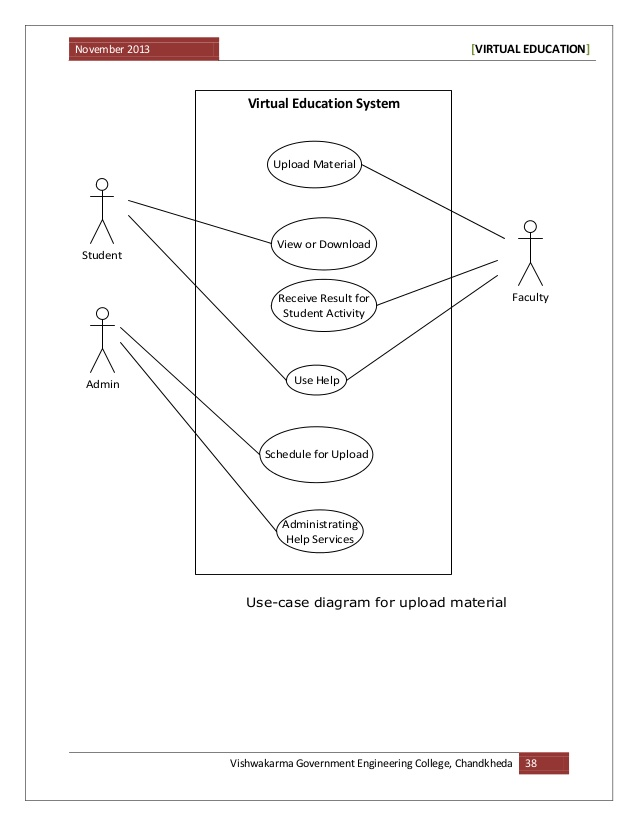 November 2013
[VIRTUAL EDUCATION]
Virtual Education System
Upload Material
Student
View or Download
Faculty
Receive Result for
Student Activity
Admin
Use Help
Schedule for Upload
Administrating
Help Services
Use-case diagram for upload material
Vishwakarma Government Engineering College, Chandkheda
38